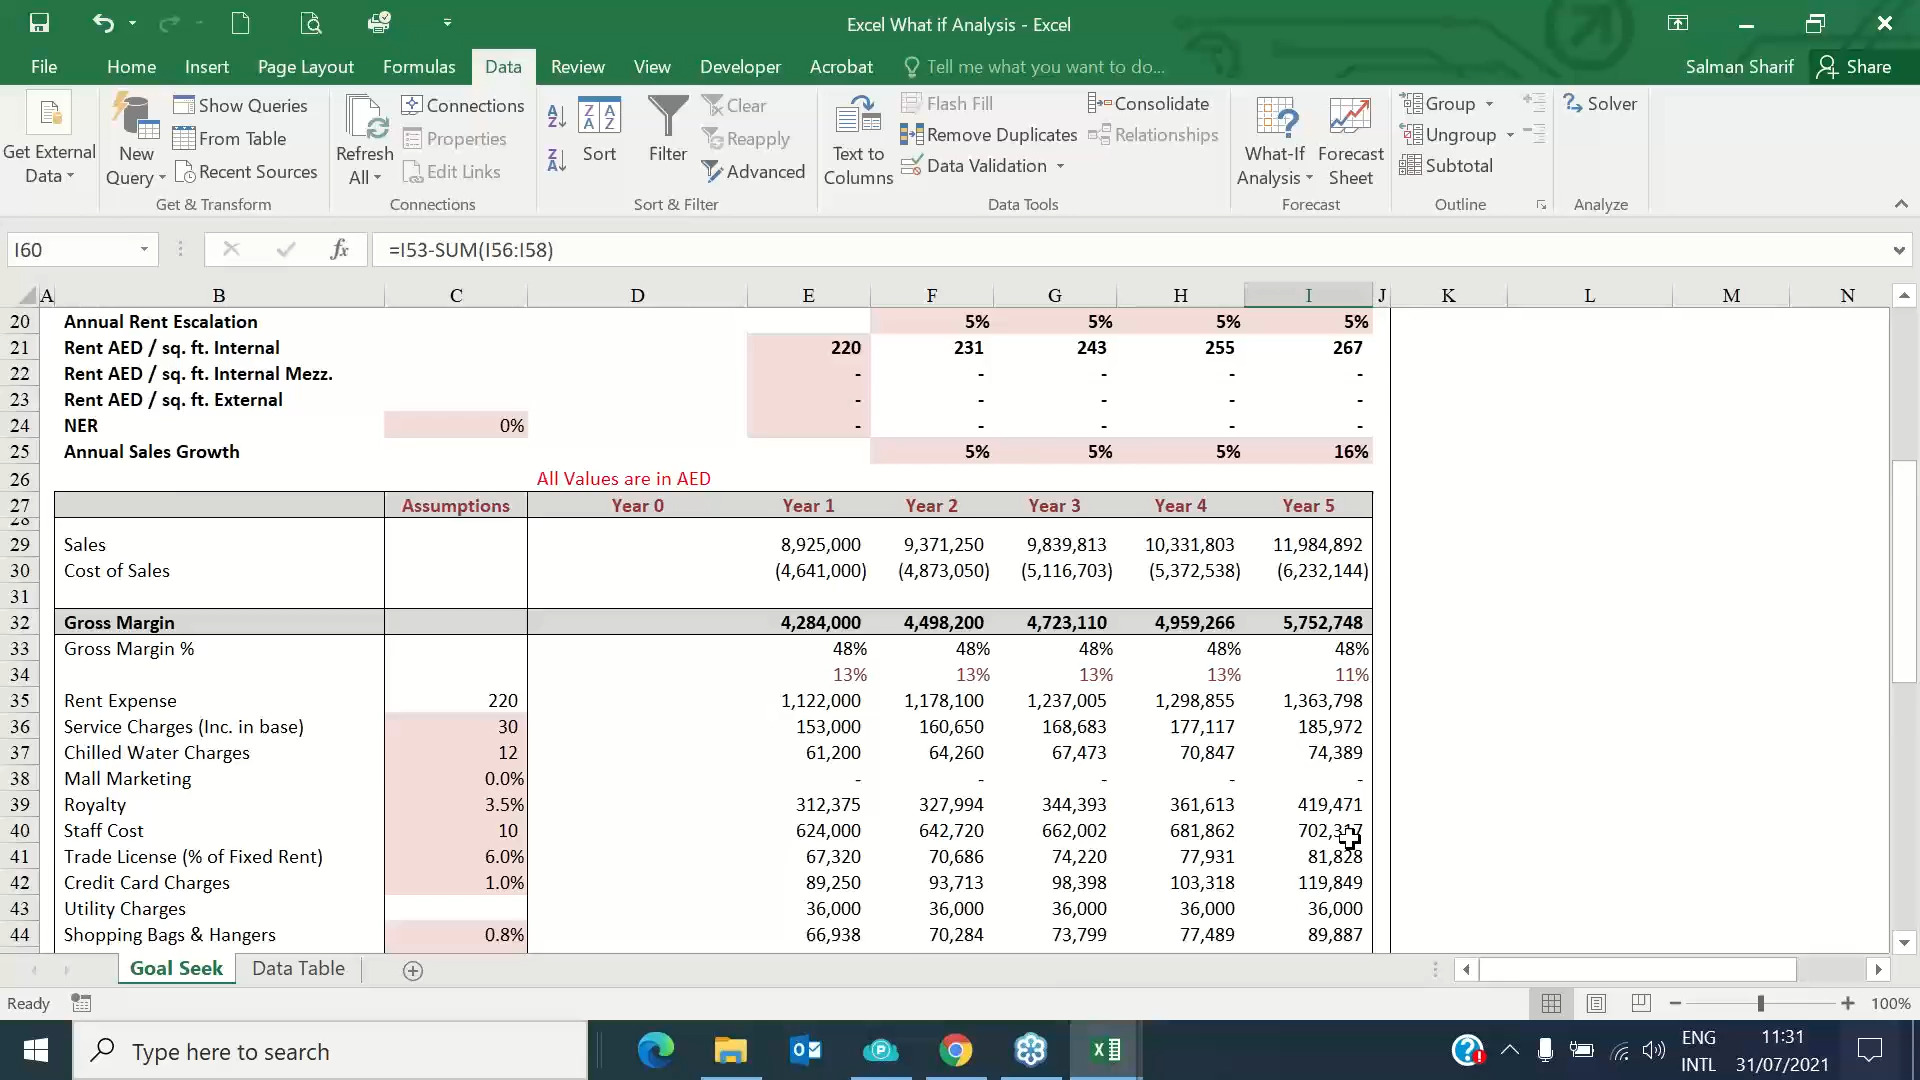 Excel What if Analysis - Excel
File Home Insert Page Layout Formulas Data Review View Developer Acrobat Tell me what you want to do... Salman Sharif Share
Get External Data
New Query
Show Queries
From Table
Recent Sources
Get & Transform
Refresh All
Connections
Properties
Edit Links
Connections
Sort
Filter
Clear
Reapply
Advanced
Sort & Filter
Text to Columns
Flash Fill
Remove Duplicates
Data Validation
Consolidate
Relationships
Data Tools
What-If Analysis
Forecast Sheet
Forecast
Group
Ungroup
Subtotal
Outline
Solver
Analyze
I60 fx =I53-SUM(I56:I58)
A B C D E F G H I J K L M N
20 Annual Rent Escalation 5% 5% 5% 5%
21 Rent AED / sq. ft. Internal 220 231 243 255 267
22 Rent AED / sq. ft. Internal Mezz. - - - - -
23 Rent AED / sq. ft. External - - - - -
24 NER 0% - - - - -
25 Annual Sales Growth 5% 5% 5% 16%
26 All Values are in AED
27 Assumptions Year 0 Year 1 Year 2 Year 3 Year 4 Year 5
28
29 Sales 8,925,000 9,371,250 9,839,813 10,331,803 11,984,892
30 Cost of Sales (4,641,000) (4,873,050) (5,116,703) (5,372,538) (6,232,144)
31
32 Gross Margin 4,284,000 4,498,200 4,723,110 4,959,266 5,752,748
33 Gross Margin % 48% 48% 48% 48% 48%
34 13% 13% 13% 13% 11%
35 Rent Expense 220 1,122,000 1,178,100 1,237,005 1,298,855 1,363,798
36 Service Charges (Inc. in base) 30 153,000 160,650 168,683 177,117 185,972
37 Chilled Water Charges 12 61,200 64,260 67,473 70,847 74,389
38 Mall Marketing 0.0% - - - - -
39 Royalty 3.5% 312,375 327,994 344,393 361,613 419,471
40 Staff Cost 10 624,000 642,720 662,002 681,862 702,317
41 Trade License (% of Fixed Rent) 6.0% 67,320 70,686 74,220 77,931 81,828
42 Credit Card Charges 1.0% 89,250 93,713 98,398 103,318 119,849
43 Utility Charges 36,000 36,000 36,000 36,000 36,000
44 Shopping Bags & Hangers 0.8% 66,938 70,284 73,799 77,489 89,887
Goal Seek Data Table
Ready 100%
Type here to search
ENG 11:31
INTL 31/07/2021